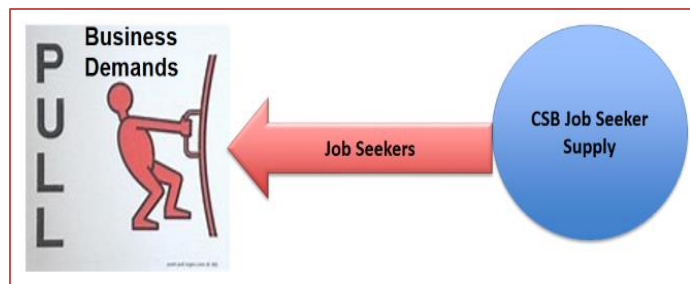 PULL
Business
Demands
Job Seekers
CSB Job Seeker
Supply